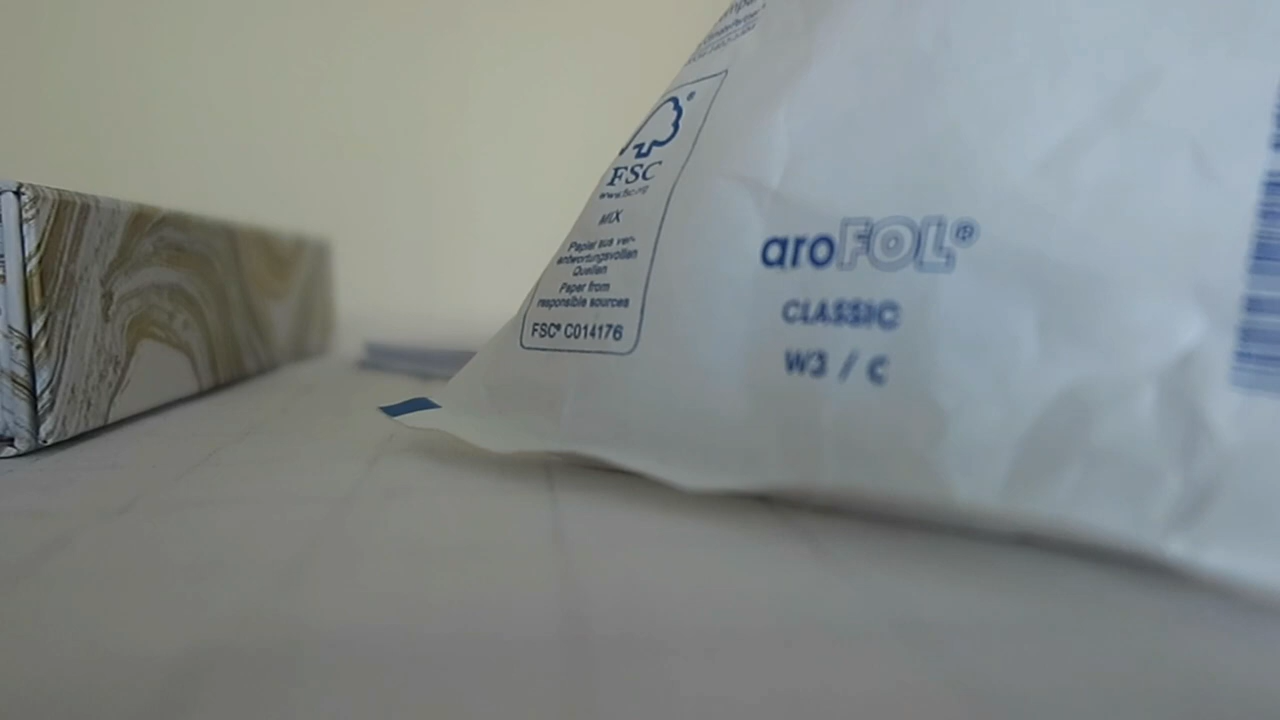 FSC
www.fsc.org
MIX
Papier aus ver-
antwortungsvollen
Quellen
Paper from
responsible sources
FSC® C014176
aroFOL®
CLASSIC
W3 / C